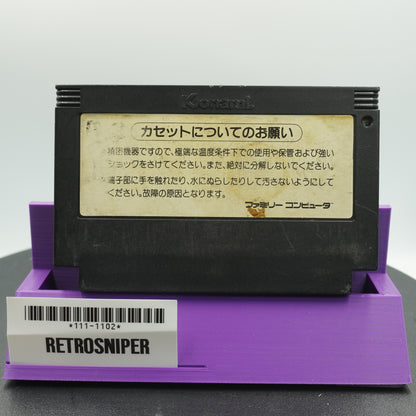 Konami
カセットについてのお願い
精密機器ですので、極端な温度条件下での使用や保管および強い
ショックをさけてください。また、絶対に分解しないでください。
端子部に手を触れたり、水にぬらしたりして汚さないようにして
ください。故障の原因となります。
ファミリー コンピュータ
*111-1102*
RETROSNIPER